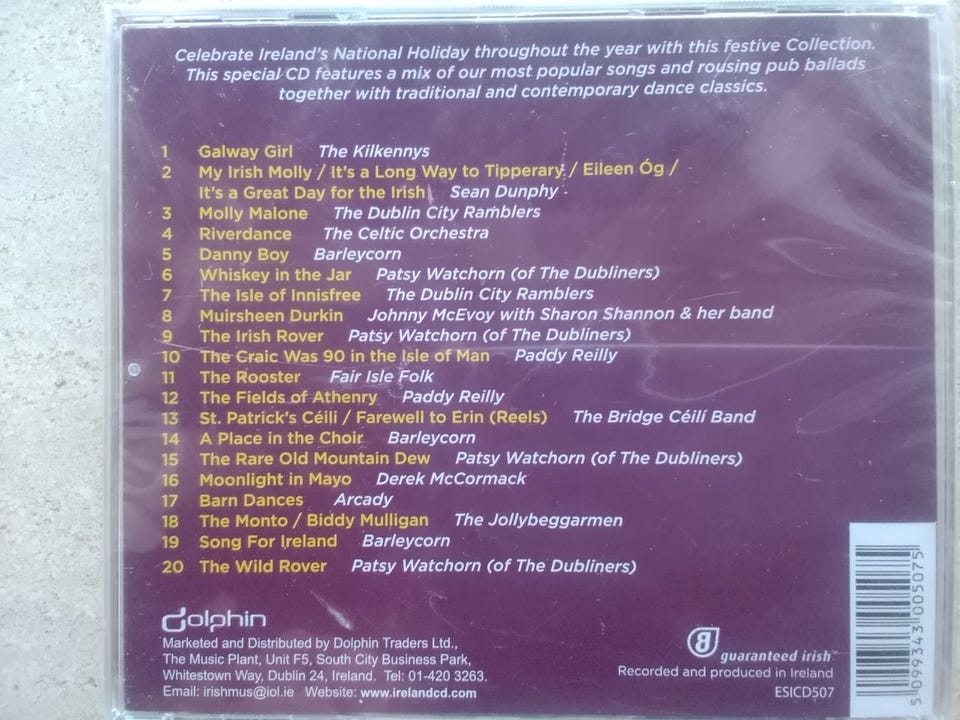 Celebrate Ireland's National Holiday throughout the year with this festive Collection.
This special CD features a mix of our most popular songs and rousing pub ballads
together with traditional and contemporary dance classics.
1 Galway Girl The Kilkennys
2 My Irish Molly / It's a Long Way to Tipperary / Eileen Óg /
It's a Great Day for the Irish Sean Dunphy
3 Molly Malone The Dublin City Ramblers
4 Riverdance The Celtic Orchestra
5 Danny Boy Barleycorn
6 Whiskey in the Jar Patsy Watchorn (of The Dubliners)
7 The Isle of Innisfree The Dublin City Ramblers
8 Muirsheen Durkin Johnny McEvoy with Sharon Shannon & her band
9 The Irish Rover Patsy Watchorn (of The Dubliners)
10 The Craic Was 90 in the Isle of Man Paddy Reilly
11 The Rooster Fair Isle Folk
12 The Fields of Athenry Paddy Reilly
13 St. Patrick's Céili / Farewell to Erin (Reels) The Bridge Céilí Band
14 A Place in the Choir Barleycorn
15 The Rare Old Mountain Dew Patsy Watchorn (of The Dubliners)
16 Moonlight in Mayo Derek McCormack
17 Barn Dances Arcady
18 The Monto / Biddy Mulligan The Jollybeggarmen
19 Song For Ireland Barleycorn
20 The Wild Rover Patsy Watchorn (of The Dubliners)
dolphin
Marketed and Distributed by Dolphin Traders Ltd.,
The Music Plant, Unit F5, South City Business Park,
Whitestown Way, Dublin 24, Ireland. Tel: 01-420 3263.
Email: irishmus@iol.ie Website: www.irelandcd.com
guaranteed irish™
Recorded and produced in Ireland
ESICD507
5 099343 005075